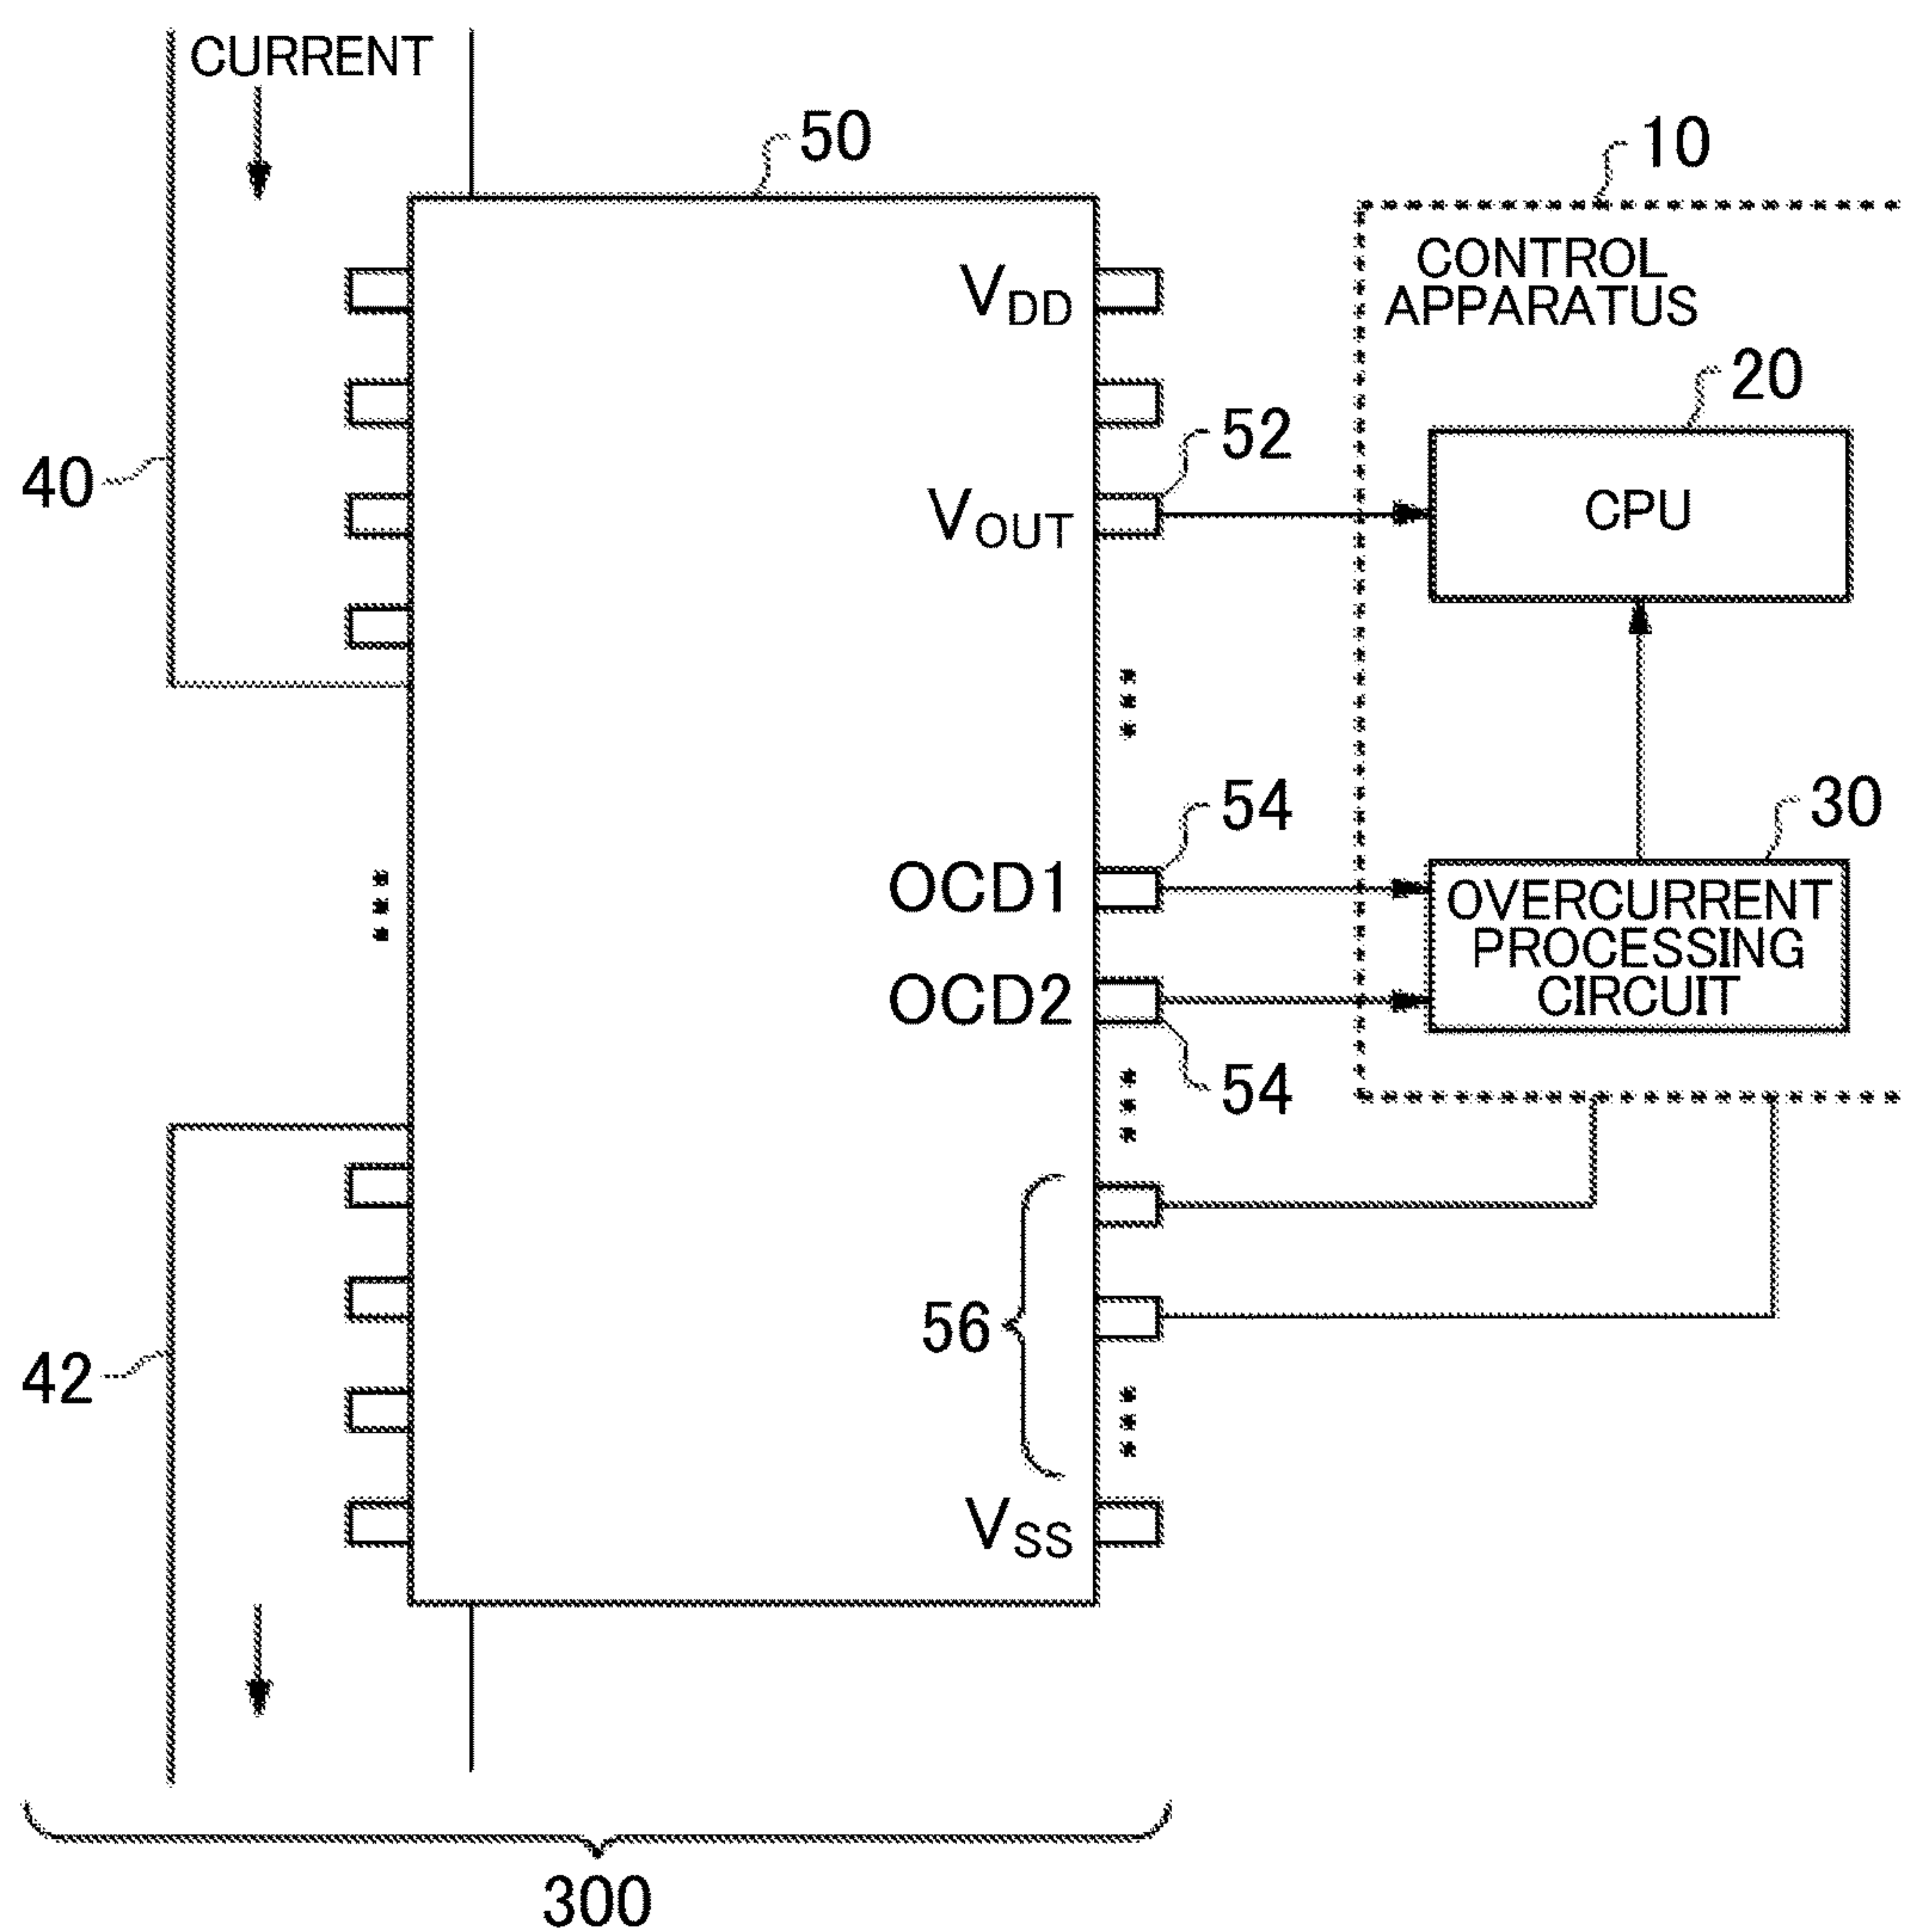 CURRENT
50
10
CONTROL
APPARATUS
VDD
20
52
40
VOUT
CPU
54
30
OCD1
OVERCURRENT
PROCESSING
CIRCUIT
OCD2
54
56
42
VSS
300